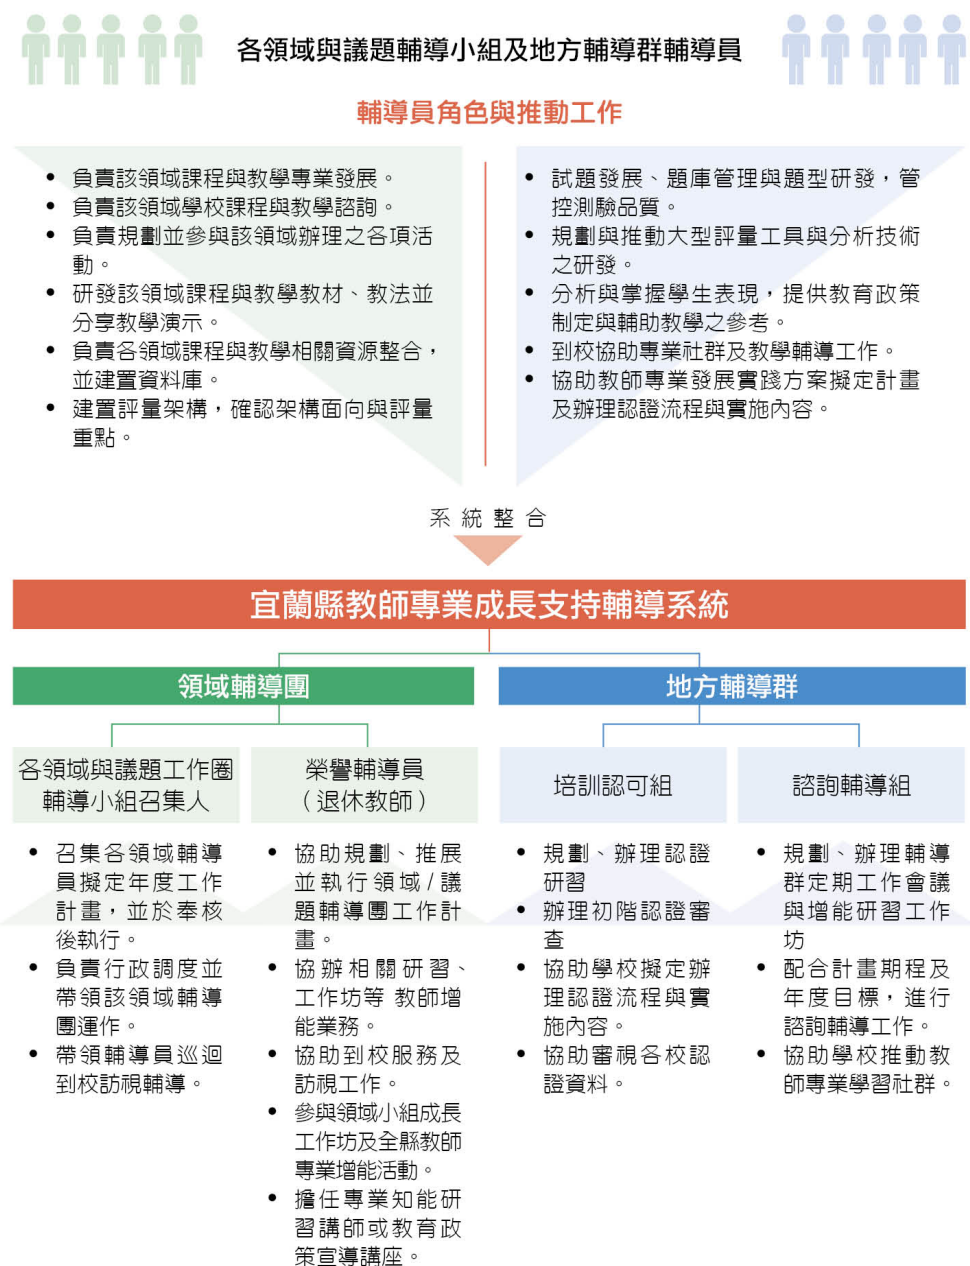 各領域與議題輔導小組及地方輔導群輔導員
輔導員角色與推動工作
• 負責該領域課程與教學專業發展。
• 負責該領域學校課程與教學諮詢。
• 負責規劃並參與該領域辦理之各項活
動。
• 研發該領域課程與教學教材、教法並
分享教學演示。
• 負責各領域課程與教學相關資源整合，
並建置資料庫。
• 建置評量架構，確認架構面向與評量
重點。
• 試題發展、題庫管理與題型研發，管
控測驗品質。
• 規劃與推動大型評量工具與分析技術
之研發。
• 分析與掌握學生表現，提供教育政策
制定與輔助教學之參考。
• 到校協助專業社群及教學輔導工作。
• 協助教師專業發展實踐方案擬定計畫
及辦理認證流程與實施內容。
系統整合
宜蘭縣教師專業成長支持輔導系統
領域輔導團
各領域與議題工作圈
輔導小組召集人
• 召集各領域輔導
員擬定年度工作
計畫，並於奉核
後執行。
• 負責行政調度並
帶領該領域輔導
團運作。
• 帶領輔導員巡迴
到校訪視輔導。
榮譽輔導員
（退休教師）
• 協助規劃、推展
並執行領域/議
題輔導團工作計
畫。
• 協辦相關研習、
工作坊等 教師增
能業務。
• 協助到校服務及
訪視工作。
• 參與領域小組成長
工作坊及全縣教師
專業增能活動。
• 擔任專業知能研
習講師或教育政
策宣導講座。
地方輔導群
培訓認可組
• 規劃、辦理認證
研習
• 辦理初階認證審
查
• 協助學校擬定辦
理認證流程與實
施內容。
• 協助審視各校認
證資料。
諮詢輔導組
• 規劃、辦理輔導
群定期工作會議
與增能研習工作
坊
• 配合計畫期程及
年度目標，進行
諮詢輔導工作。
• 協助學校推動教
師專業學習社群。